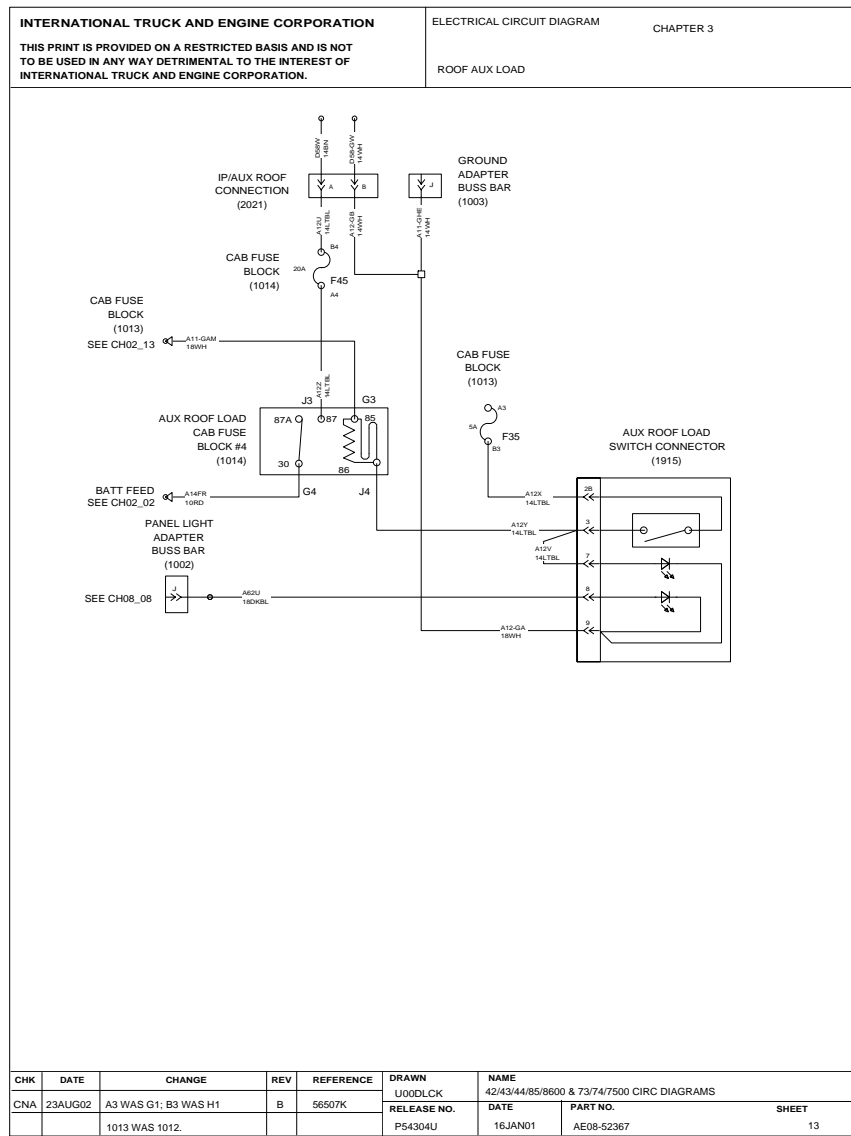 INTERNATIONAL TRUCK AND ENGINE CORPORATION
THIS PRINT IS PROVIDED ON A RESTRICTED BASIS AND IS NOT
TO BE USED IN ANY WAY DETRIMENTAL TO THE INTEREST OF
INTERNATIONAL TRUCK AND ENGINE CORPORATION.
ELECTRICAL CIRCUIT DIAGRAM
CHAPTER 3
ROOF AUX LOAD
D68W
14BN
D58-GW
14WH
IP/AUX ROOF
CONNECTION
(2021)
A
B
J
GROUND
ADAPTER
BUSS BAR
(1003)
A12U
14LTBL
A12-GB
14WH
A11-GHE
14WH
CAB FUSE
BLOCK
(1014)
20A
B4
F45
A4
CAB FUSE
BLOCK
(1013)
SEE CH02_13
A11-GAM
18WH
A12Z
14LTBL
J3
G3
AUX ROOF LOAD
CAB FUSE
BLOCK #4
(1014)
87A
87
85
30
86
G4
J4
BATT FEED
SEE CH02_02
A14FR
10RD
CAB FUSE
BLOCK
(1013)
A3
5A
F35
B3
AUX ROOF LOAD
SWITCH CONNECTOR
(1915)
A12X
14LTBL
2B
A12Y
14LTBL
3
A12V
14LTBL
7
8
9
PANEL LIGHT
ADAPTER
BUSS BAR
(1002)
SEE CH08_08
J
A62U
18DKBL
A12-GA
18WH
CHK DATE CHANGE REV REFERENCE
CNA 23AUG02 A3 WAS G1; B3 WAS H1 B 56507K
1013 WAS 1012.
DRAWN
U00DLCK
NAME
42/43/44/85/8600 & 73/74/7500 CIRC DIAGRAMS
RELEASE NO. DATE PART NO. SHEET
P54304U 16JAN01 AE08-52367 13